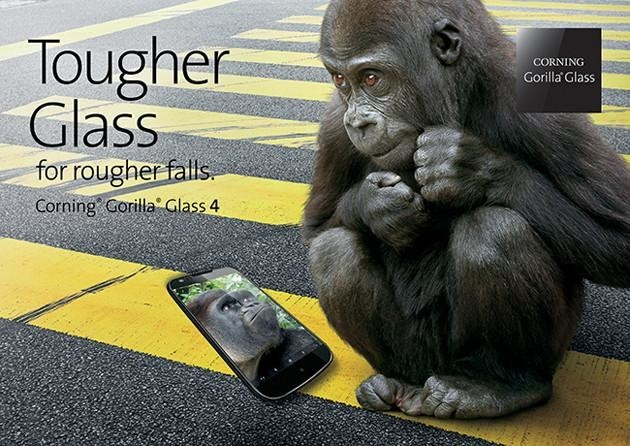 Tougher
Glass
for rougher falls.
Corning® Gorilla® Glass 4
CORNING
Gorilla® Glass